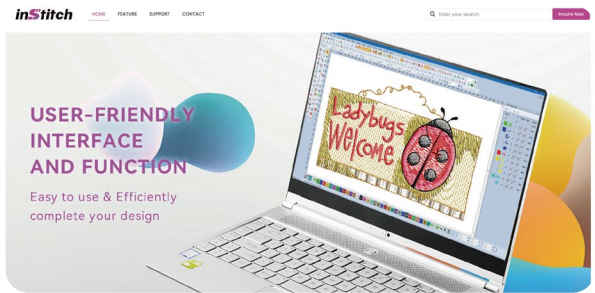 inStitch
HOME FEATURE SUPPORT CONTACT
Enter your search
Inquire Now
USER-FRIENDLY
INTERFACE
AND FUNCTION
Easy to use & Efficiently
complete your design
Ladybugs
Welcome